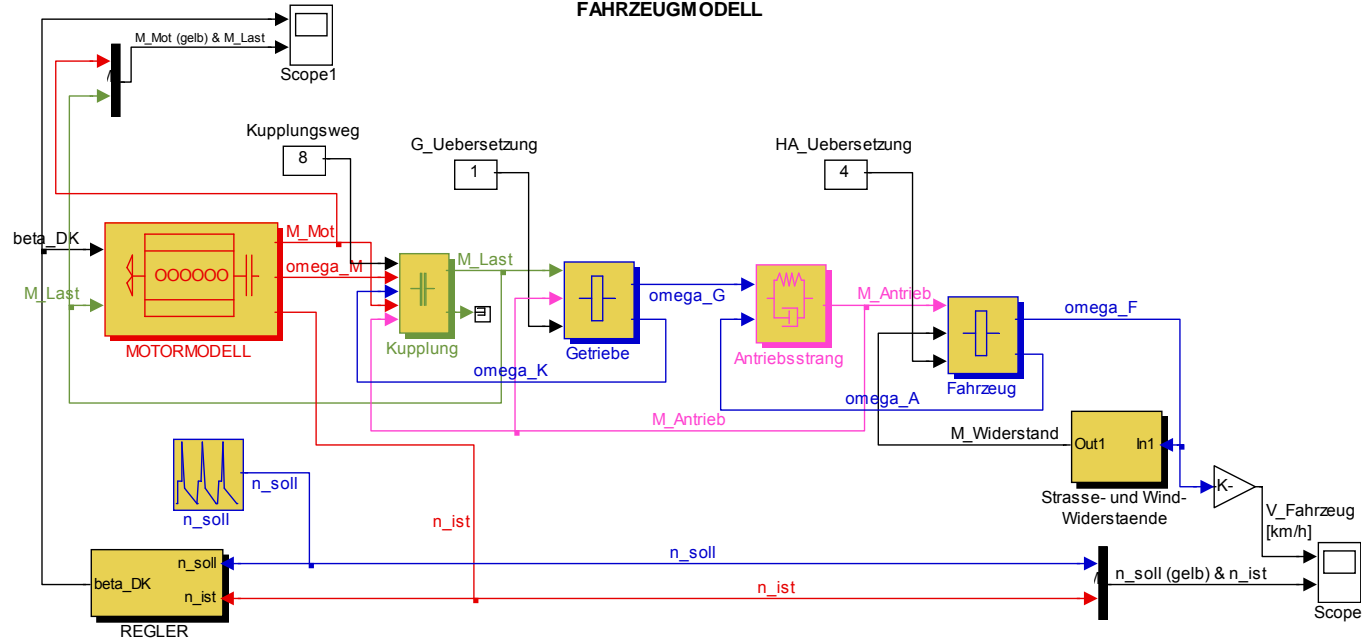 FAHRZEUGMODELL
M_Mot (gelb) & M_Last
Scope1
Kupplungsweg
8
G_Uebersetzung
1
HA_Uebersetzung
4
beta_DK
M_Last
MOTORMODELL
M_Mot
omega_M
M_Last
Kupplung
omega_K
Getriebe
omega_G
M_Antrieb
Antriebsstrang
M_Antrieb
omega_F
Fahrzeug
omega_A
M_Widerstand
Out1
In1
Strasse- und Wind-
Widerstaende
K-
V_Fahrzeug
[km/h]
n_soll
n_soll
n_ist
n_soll
n_ist
beta_DK
REGLER
n_soll
n_ist
n_soll (gelb) & n_ist
Scope